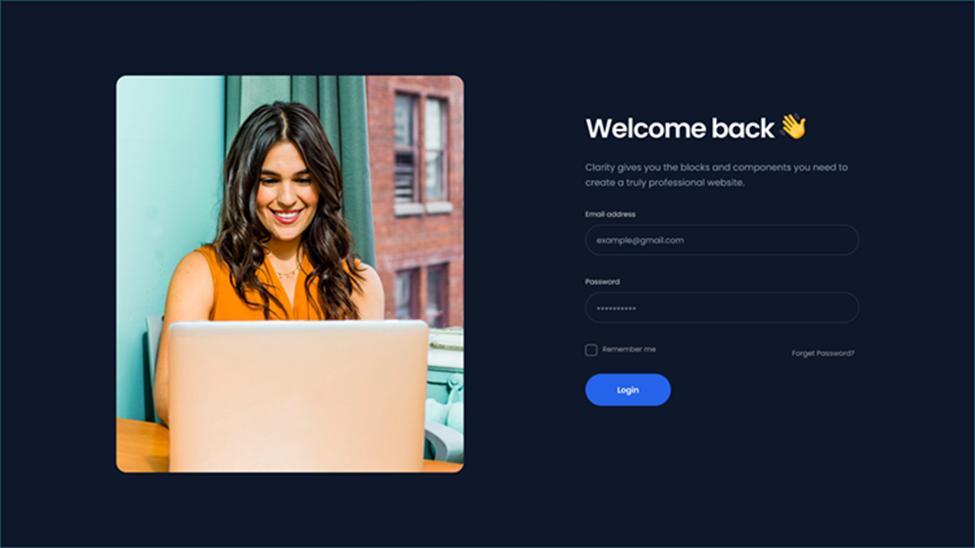 Welcome back 👋
Clarity gives you the blocks and components you need to
create a truly professional website.
Email address
example@gmail.com
Password
**********
Remember me
Forget Password?
Login